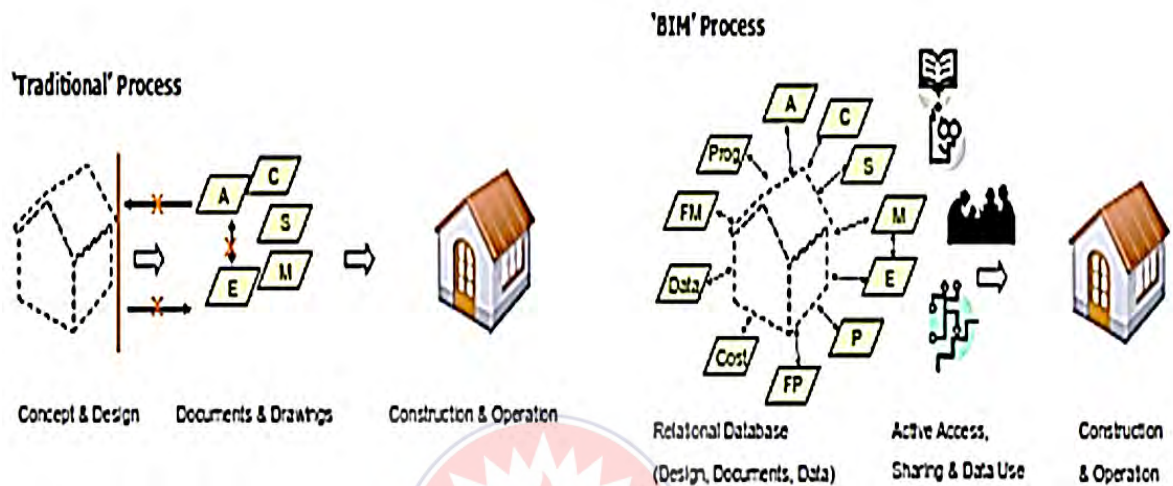 'Traditional' Process
A
C
S
E
M
Concept & Design
Documents & Drawings
Construction & Operation
'BIM' Process
A
C
Prog
S
FM
M
Data
E
Cost
P
FP
Relational Database
(Design, Documents, Data)
Active Access,
Sharing & Data Use
Construction
& Operation